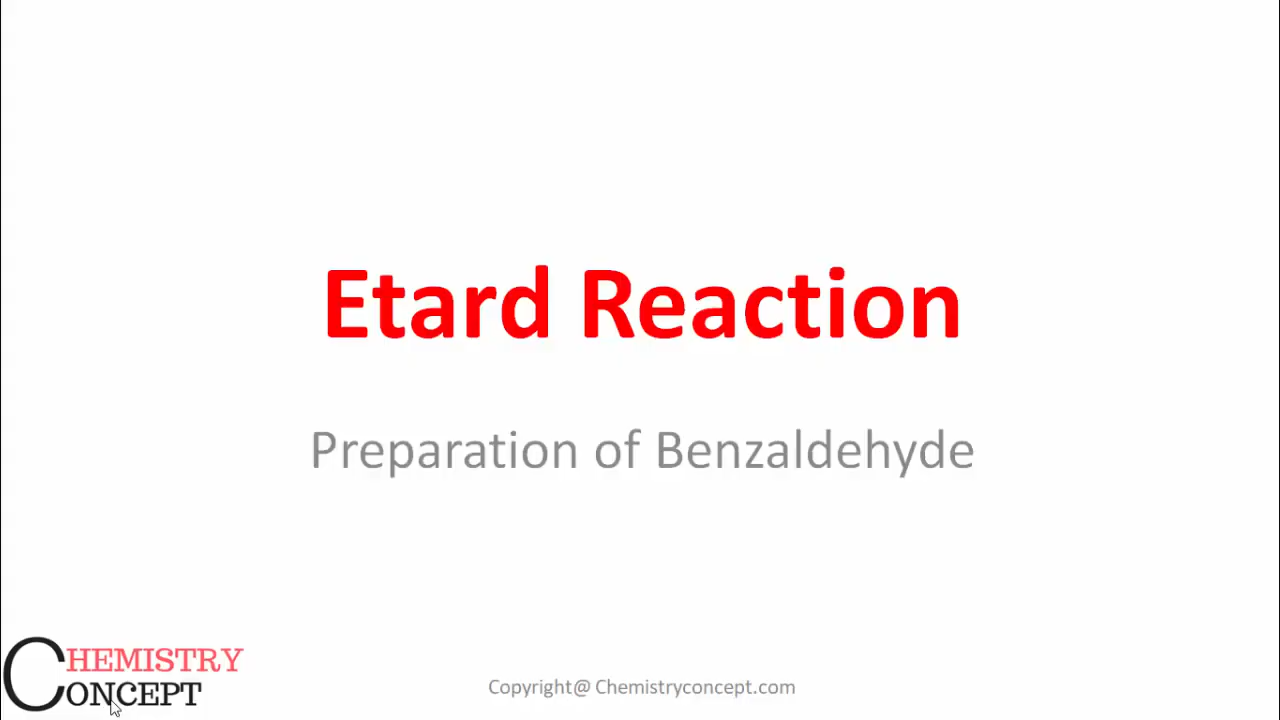 Etard Reaction
Preparation of Benzaldehyde
CHEMISTRY
CONCEPT
Copyright@ Chemistryconcept.com